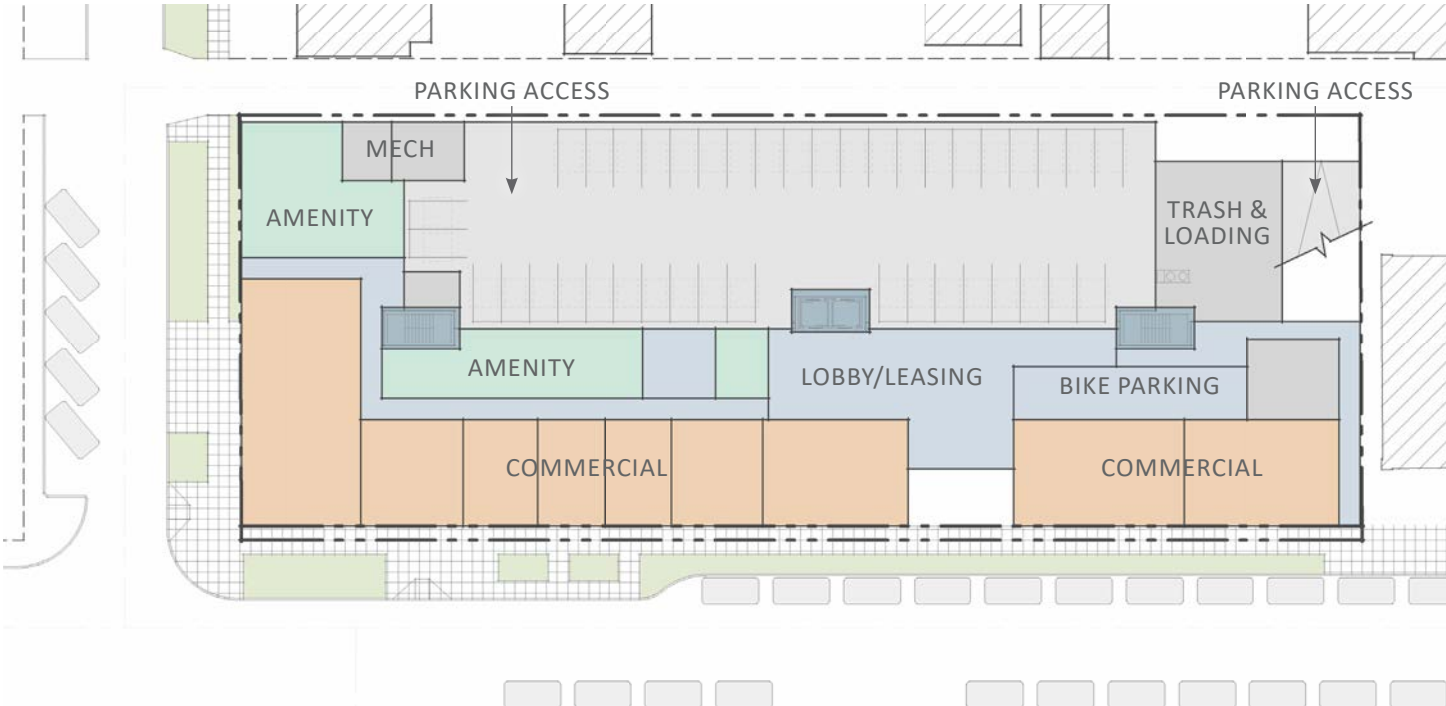 PARKING ACCESS
PARKING ACCESS
MECH
AMENITY
TRASH &
LOADING
AMENITY
LOBBY/LEASING
BIKE PARKING
COMMERCIAL
COMMERCIAL